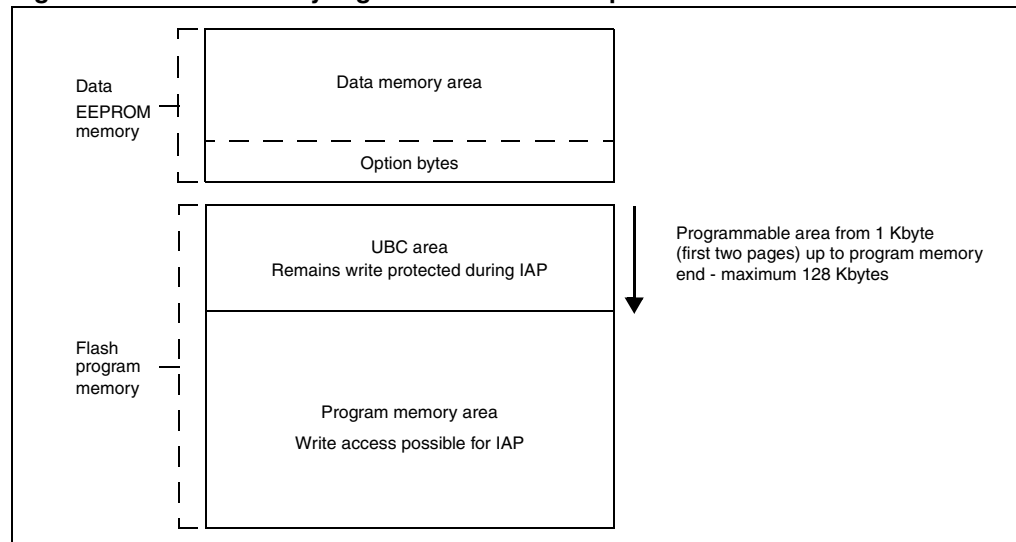 Data memory area
Data
EEPROM
memory
Option bytes
UBC area
Remains write protected during IAP
Programmable area from 1 Kbyte
(first two pages) up to program memory
end - maximum 128 Kbytes
Flash
program
memory
Program memory area
Write access possible for IAP